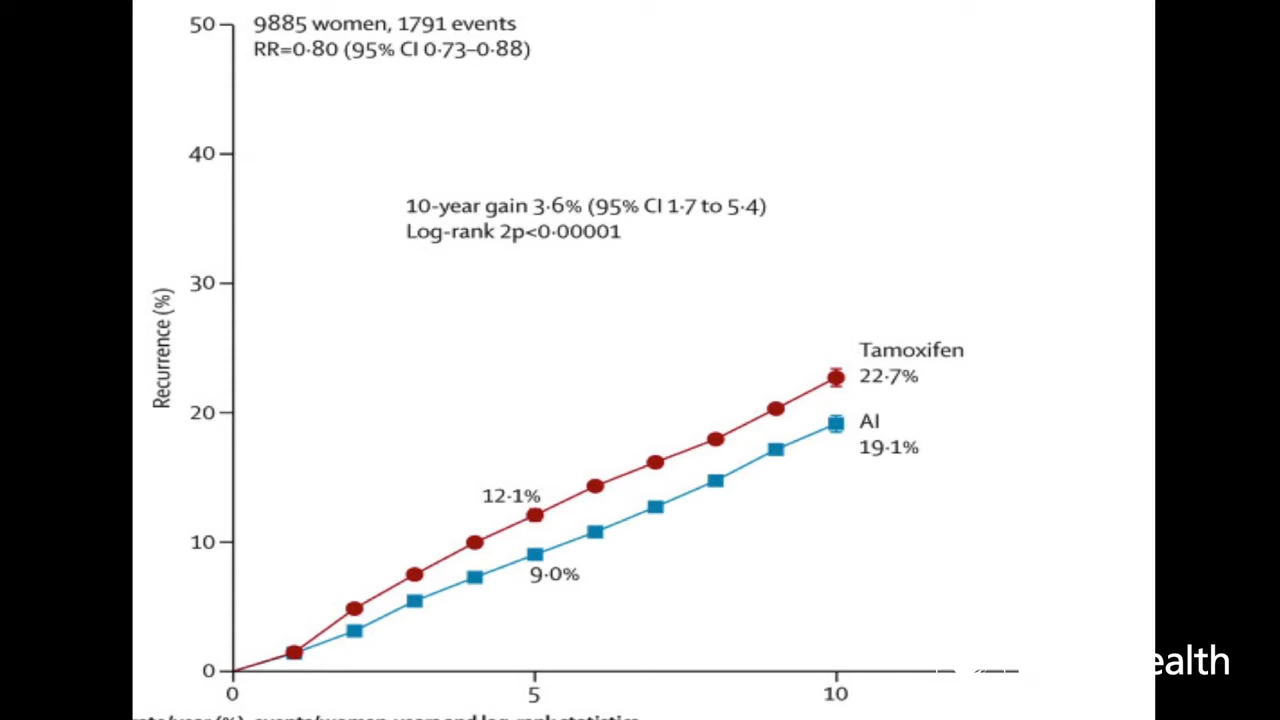 50
9885 women, 1791 events
RR=0·80 (95% CI 0·73–0·88)
40
10-year gain 3·6% (95% CI 1·7 to 5·4)
Log-rank 2p<0·00001
30
Recurrence (%)
Tamoxifen
22·7%
20
AI
19·1%
12·1%
10
9·0%
0
ealth
0 5 10